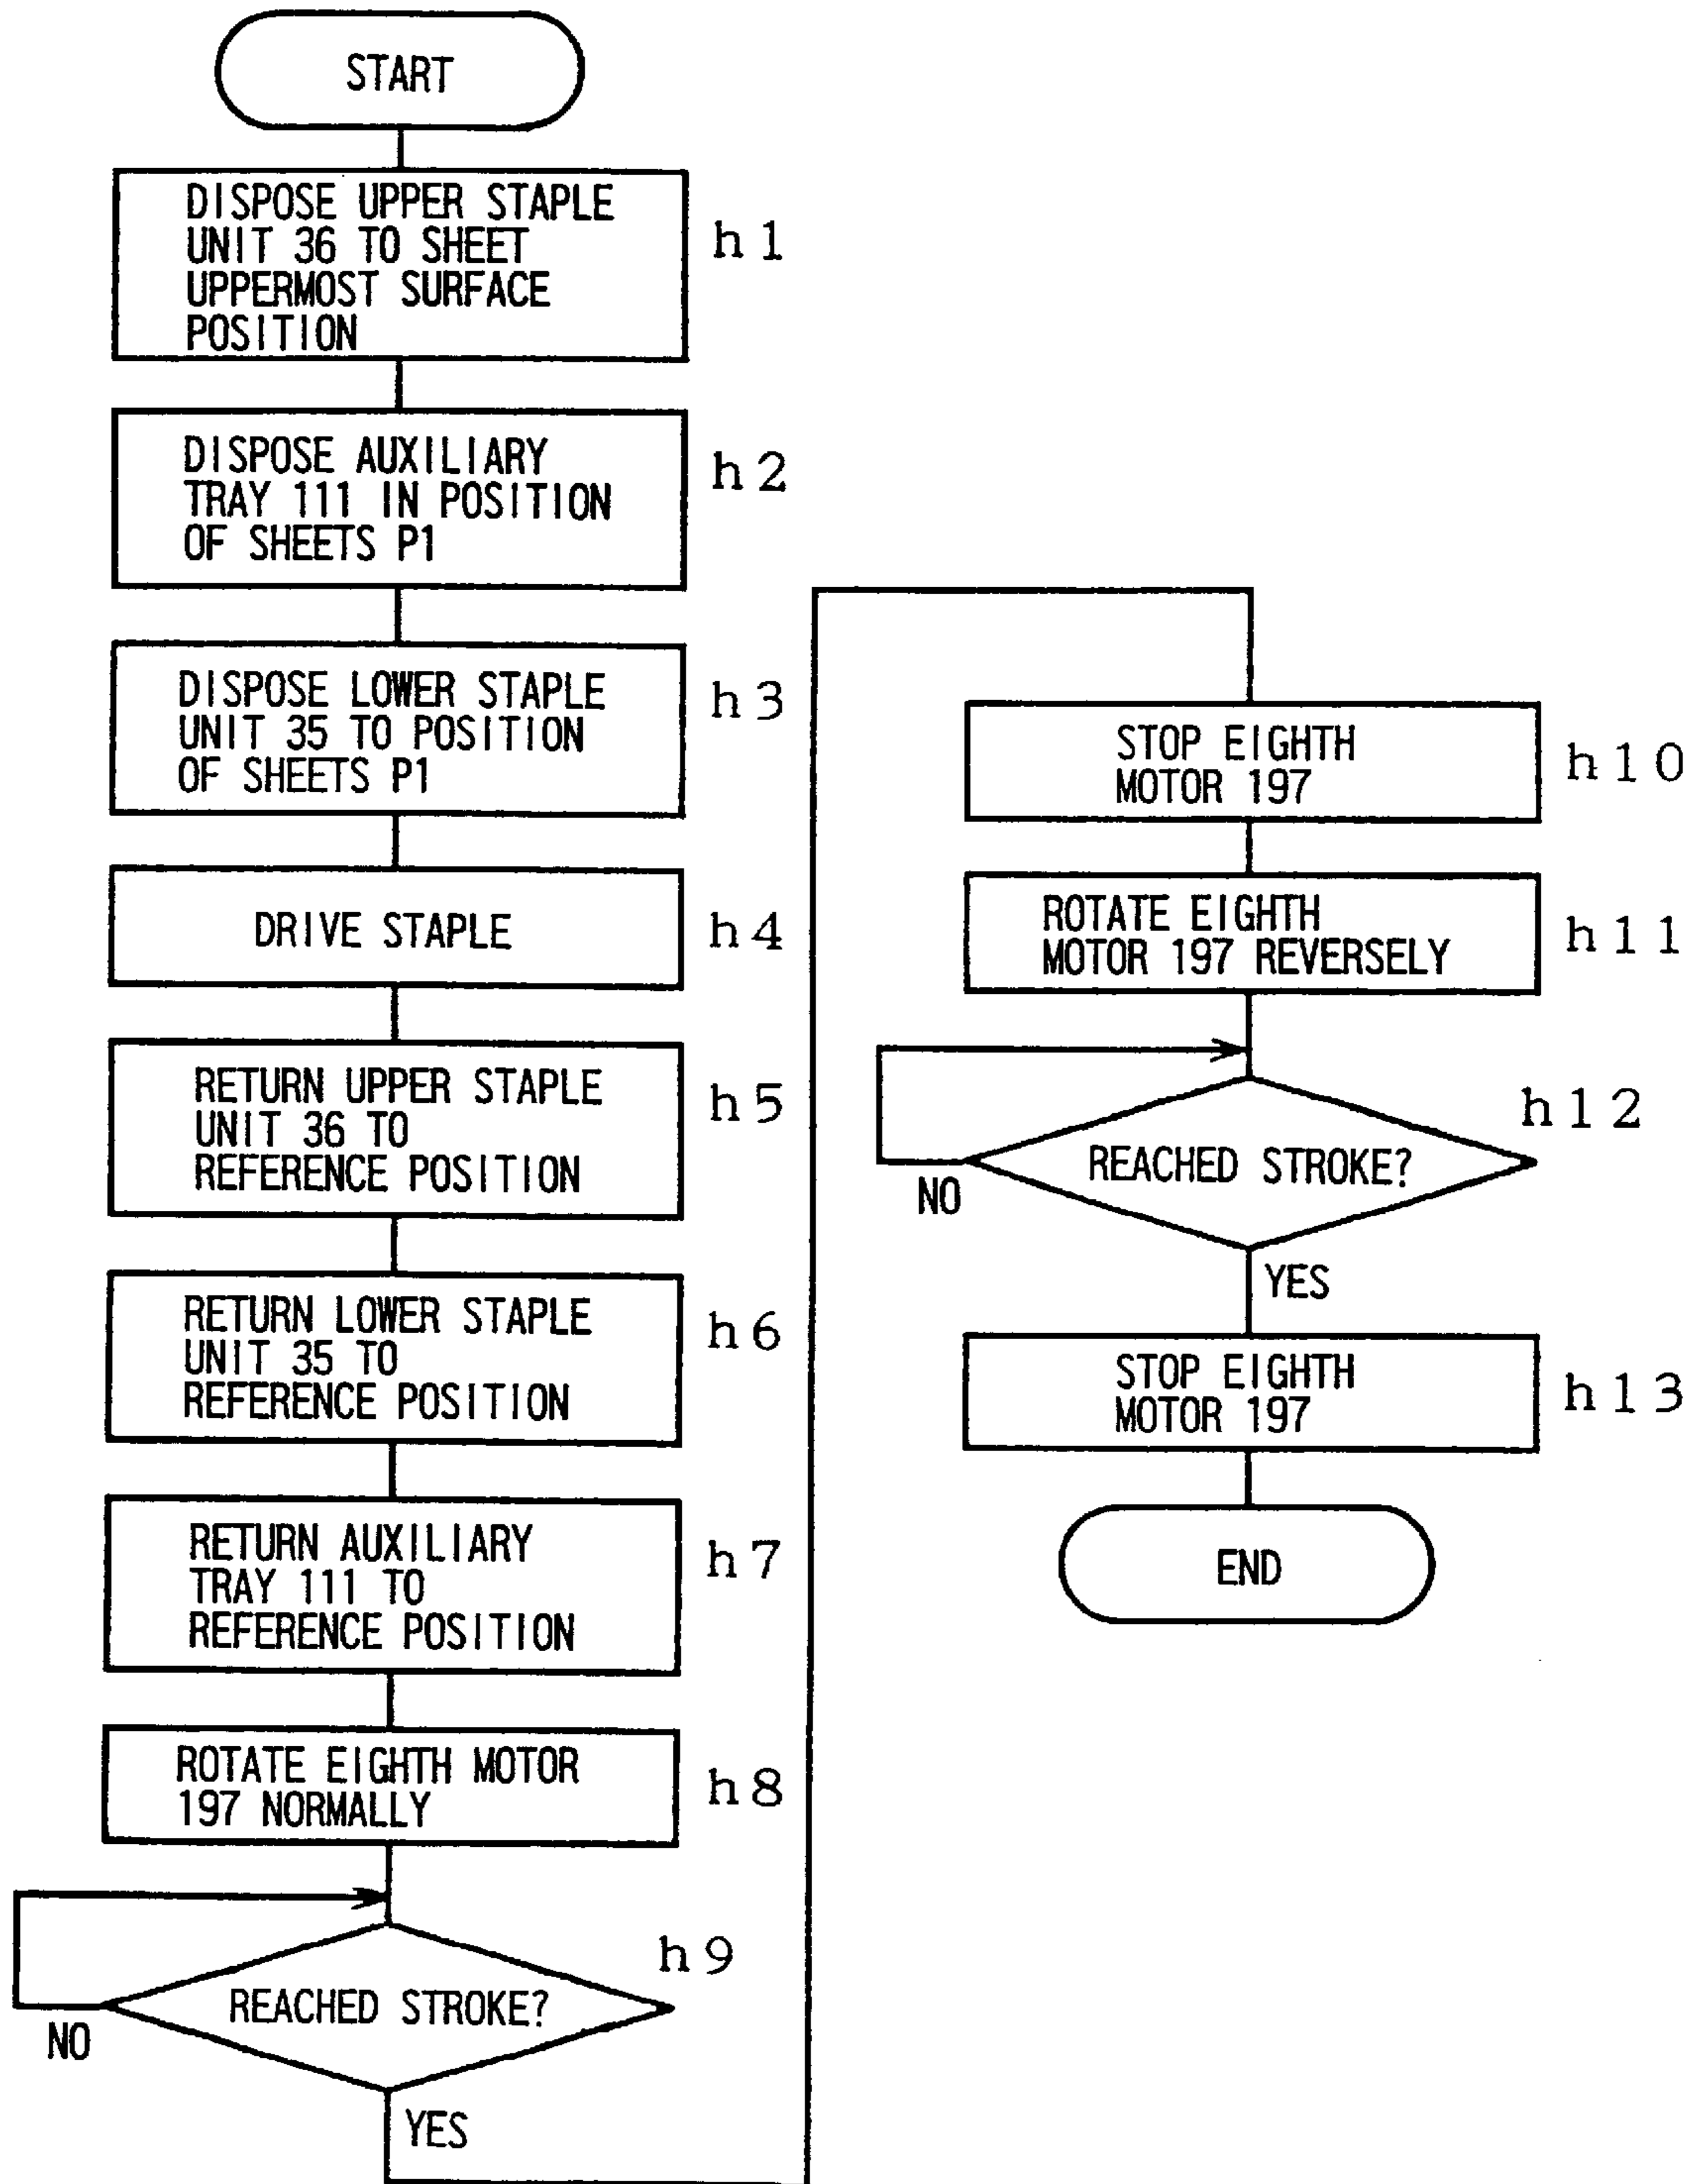 START
DISPOSE UPPER STAPLE
UNIT 36 TO SHEET
UPPERMOST SURFACE
POSITION
h1
DISPOSE AUXILIARY
TRAY 111 IN POSITION
OF SHEETS P1
h2
DISPOSE LOWER STAPLE
UNIT 35 TO POSITION
OF SHEETS P1
h3
DRIVE STAPLE
h4
RETURN UPPER STAPLE
UNIT 36 TO
REFERENCE POSITION
h5
RETURN LOWER STAPLE
UNIT 35 TO
REFERENCE POSITION
h6
RETURN AUXILIARY
TRAY 111 TO
REFERENCE POSITION
h7
ROTATE EIGHTH MOTOR
197 NORMALLY
h8
REACHED STROKE?
h9
NO
YES
STOP EIGHTH
MOTOR 197
h10
ROTATE EIGHTH
MOTOR 197 REVERSELY
h11
REACHED STROKE?
h12
NO
YES
STOP EIGHTH
MOTOR 197
h13
END